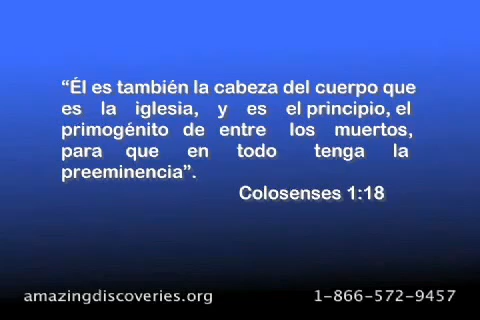 “Él es también la cabeza del cuerpo que
es la iglesia, y es el principio, el
primogénito de entre los muertos,
para que en todo tenga la
preeminencia”.
Colosenses 1:18
amazingdiscoveries.org 1-866-572-9457